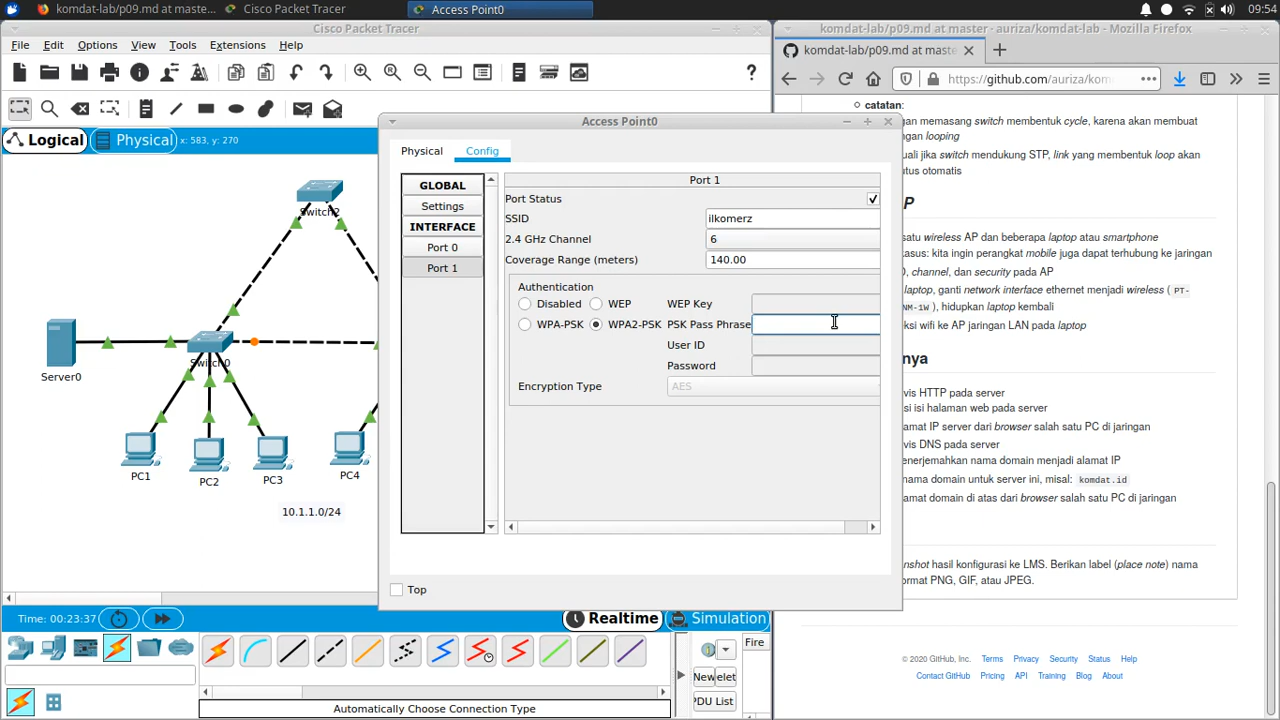 komdat-lab/p09.md at maste...
Cisco Packet Tracer
Access Point0
09:54
Cisco Packet Tracer
File Edit Options View Tools Extensions Help
Logical
Physical
x: 583, y: 270
Switch2
Server0
Switch0
PC1
PC2
PC3
PC4
10.1.1.0/24
Time: 00:23:37
Realtime
Simulation
Fire
New
elet
PDU List
Automatically Choose Connection Type
Access Point0
Physical
Config
GLOBAL
Settings
INTERFACE
Port 0
Port 1
Port 1
Port Status
SSID ilkomerz
2.4 GHz Channel 6
Coverage Range (meters) 140.00
Authentication
Disabled WEP WEP Key
WPA-PSK WPA2-PSK PSK Pass Phrase
User ID
Password
Encryption Type AES
Top
komdat-lab/p09.md at master · auriza/komdat-lab - Mozilla Firefox
komdat-lab/p09.md at maste
https://github.com/auriza/kom
catatan:
gan memasang switch membentuk cycle, karena akan membuat
gan looping
uali jika switch mendukung STP, link yang membentuk loop akan
utus otomatis
P
satu wireless AP dan beberapa laptop atau smartphone
kasus: kita ingin perangkat mobile juga dapat terhubung ke jaringan
D, channel, dan security pada AP
laptop, ganti network interface ethernet menjadi wireless ( PT-
NM-1W ), hidupkan laptop kembali
eksi wifi ke AP jaringan LAN pada laptop
nya
vis HTTP pada server
si isi halaman web pada server
amat IP server dari browser salah satu PC di jaringan
vis DNS pada server
enerjemahkan nama domain menjadi alamat IP
nama domain untuk server ini, misal: komdat.id
amat domain di atas dari browser salah satu PC di jaringan
nshot hasil konfigurasi ke LMS. Berikan label (place note) nama
ormat PNG, GIF, atau JPEG.
© 2020 GitHub, Inc. Terms Privacy Security Status Help
Contact GitHub Pricing API Training Blog About